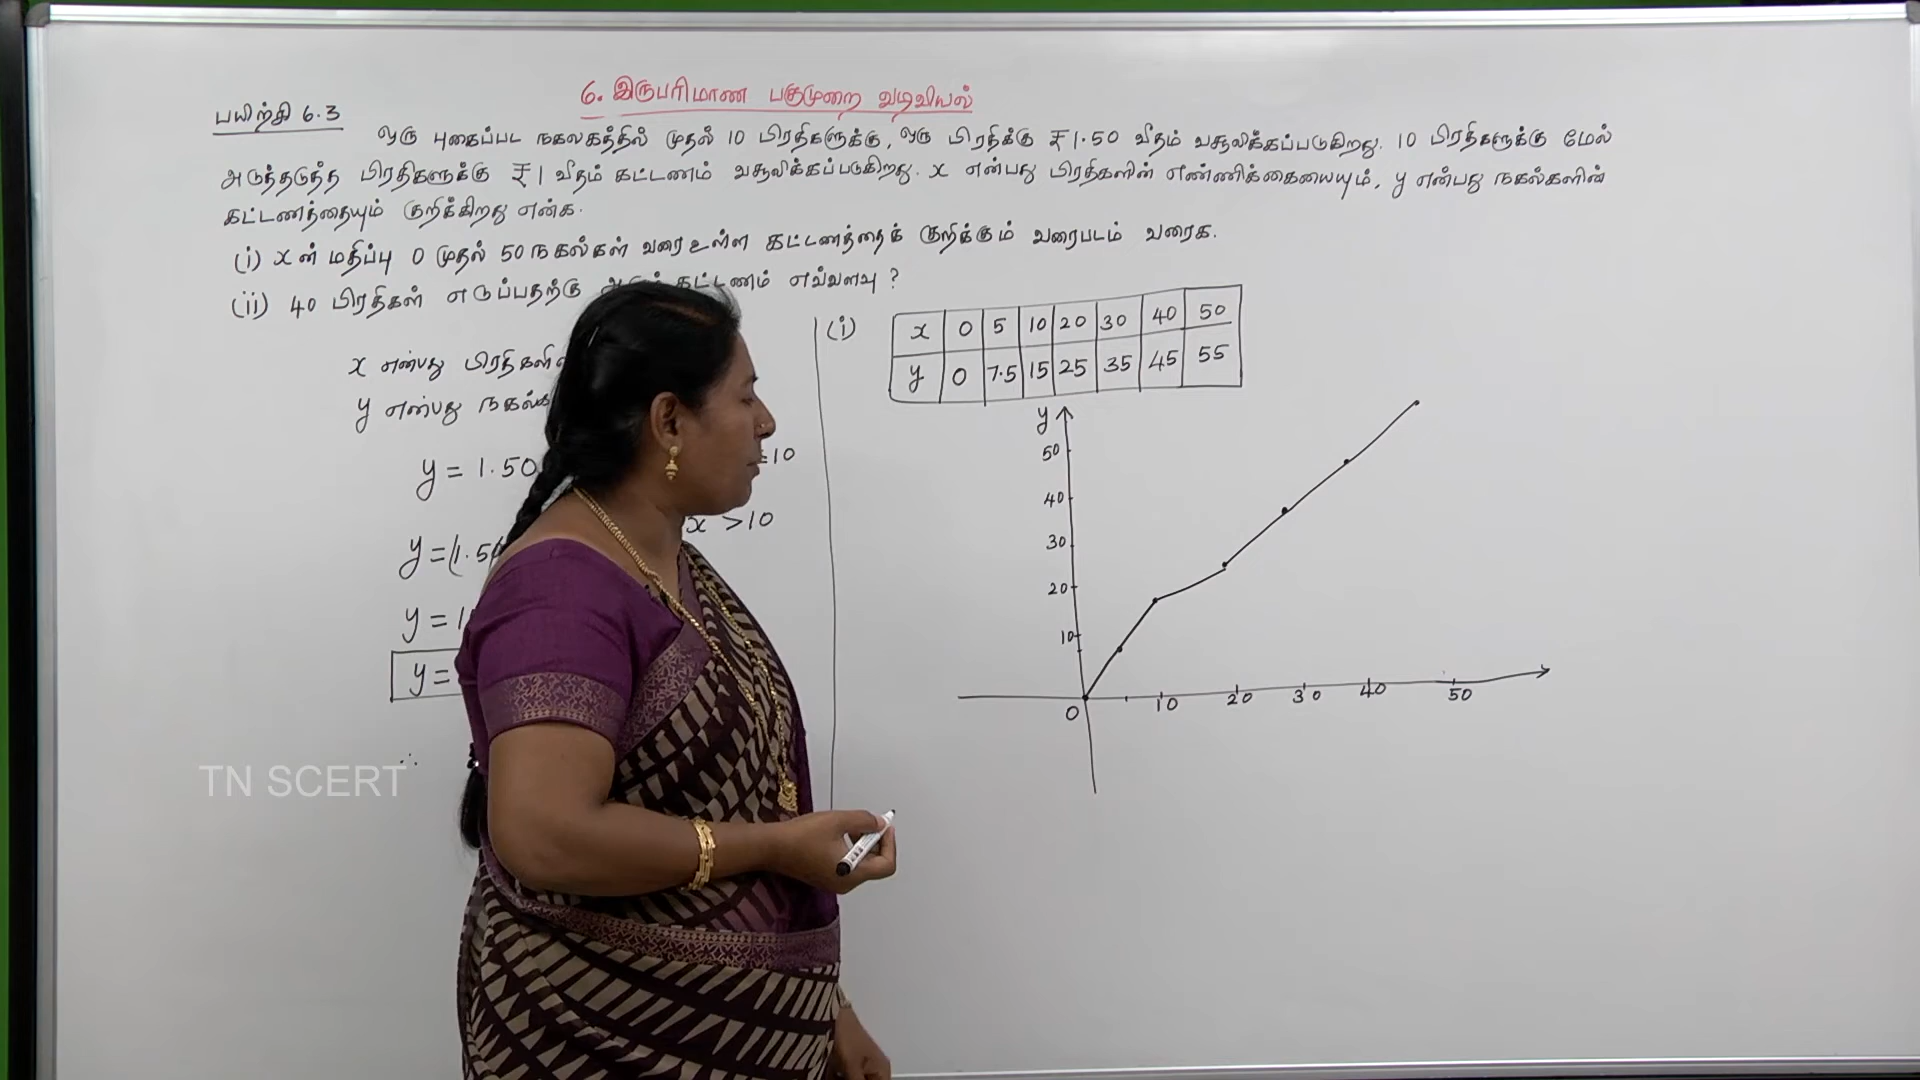 6. இருபரிமாண பகுமுறை வடிவியல்
பயிற்சி 6.3
ஒரு புகைப்பட நகலகத்தில் முதல் 10 பிரதிகளுக்கு, ஒரு பிரதிக்கு ₹1.50 வீதம் வசூலிக்கப்படுகிறது. 10 பிரதிகளுக்கு மேல்
அடுத்தடுத்த பிரதிகளுக்கு ₹1 வீதம் கட்டணம் வசூலிக்கப்படுகிறது. x என்பது பிரதிகளின் எண்ணிக்கையையும், y என்பது நகல்களின்
கட்டணத்தையும் குறிக்கிறது என்க.
(i) x ன் மதிப்பு 0 முதல் 50 நகல்கள் வரை உள்ள கட்டணத்தைக் குறிக்கும் வரைபடம் வரைக.
(ii) 40 பிரதிகள் எடுப்பதற்கு கட்டணம் எவ்வளவு ?
x என்பது
y என்பது
y = 1.50
10
y = (1.5
x > 10
y = 1
y =
∴
(i)
x 0 5 10 20 30 40 50
y 0 7.5 15 25 35 45 55
y
50
40
30
20
10
0 10 20 30 40 50
TN SCERT